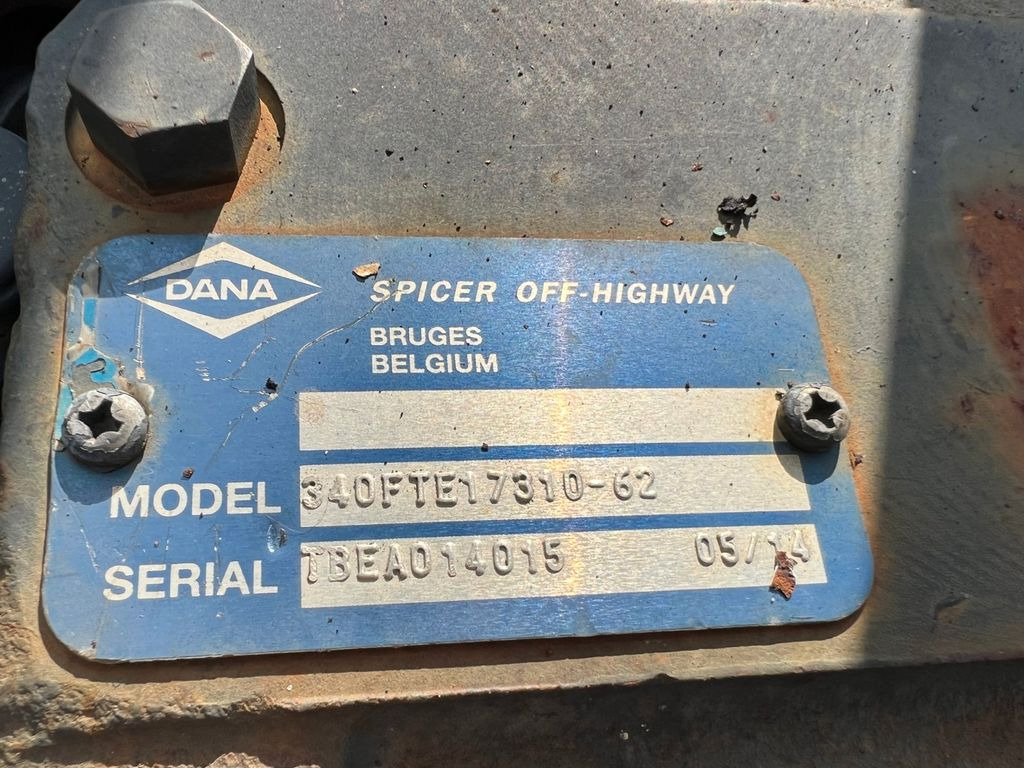 DANA SPICER OFF-HIGHWAY
BRUGES
BELGIUM
MODEL 340FTE17310-62
SERIAL TBEA014015 05/14